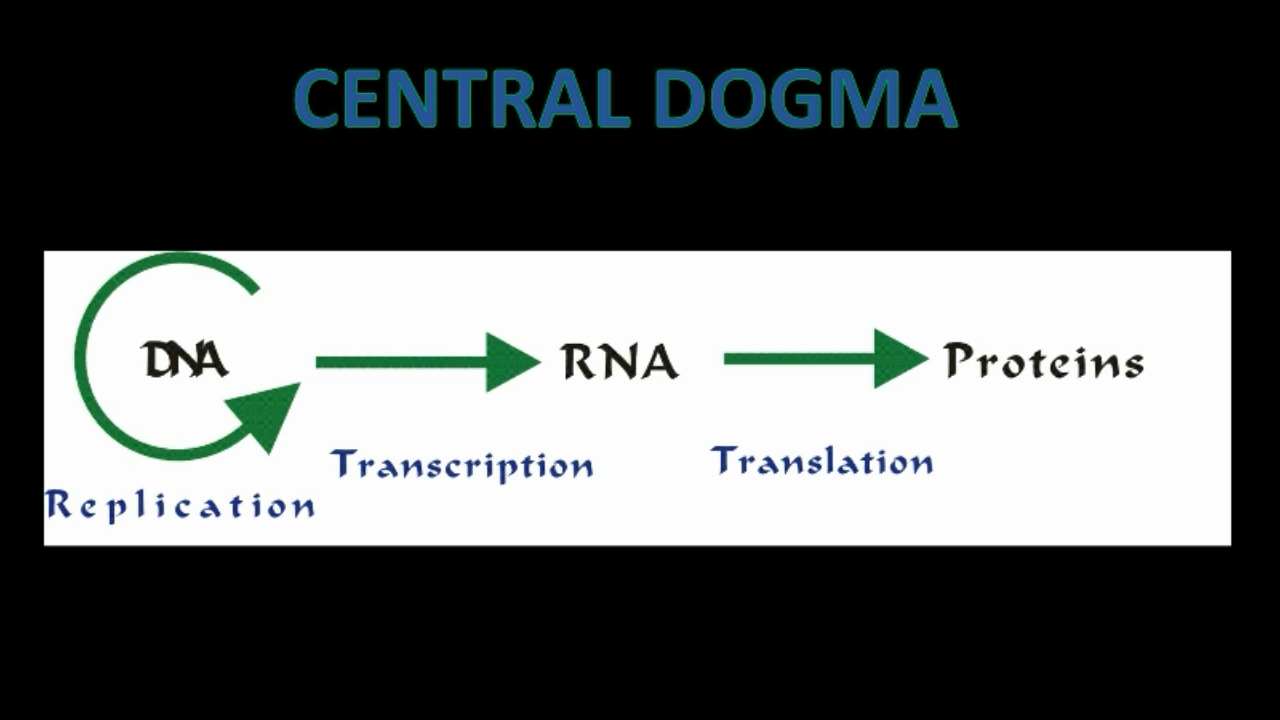 CENTRAL DOGMA
DNA RNA Proteins
Transcription Translation
Replication